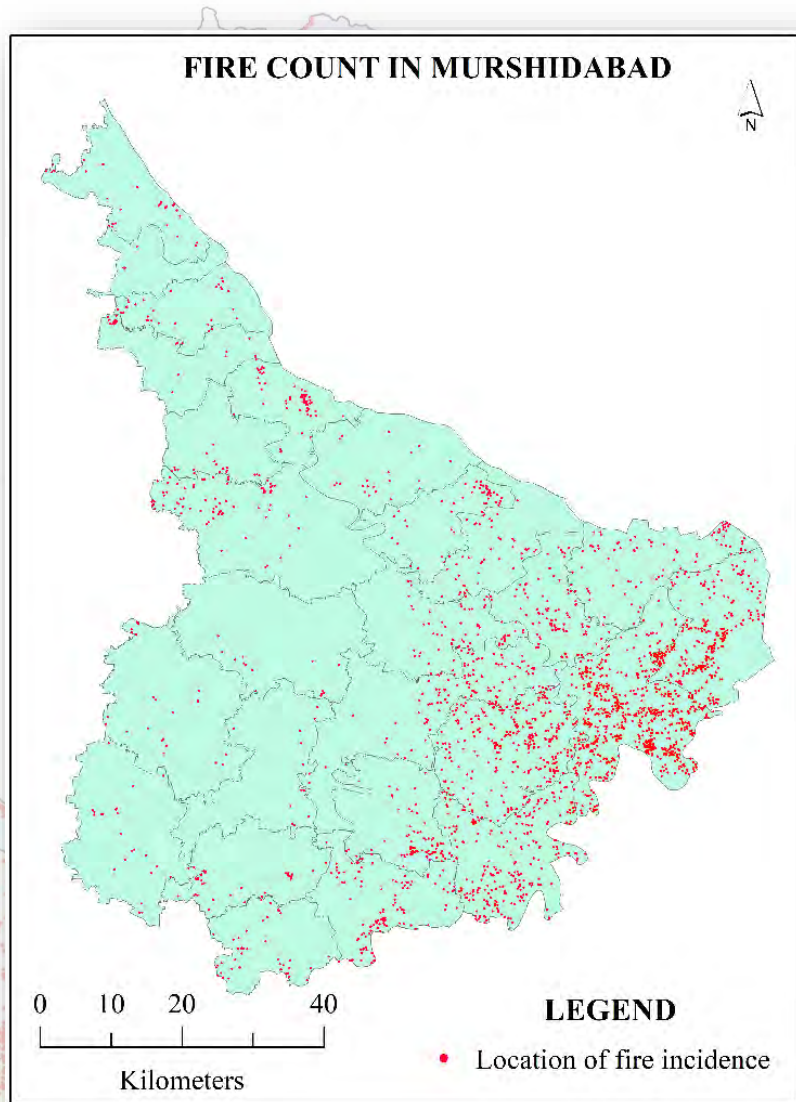 FIRE COUNT IN MURSHIDABAD
N
0 10 20 40
Kilometers
LEGEND
Location of fire incidence